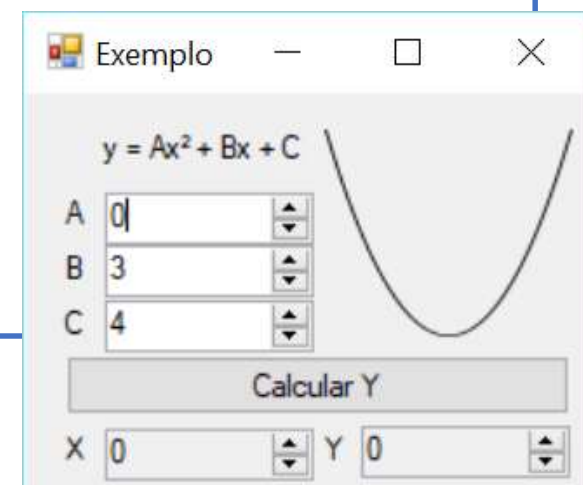 Exemplo
y = Ax² + Bx + C
A 0
B 3
C 4
Calcular Y
X 0 Y 0